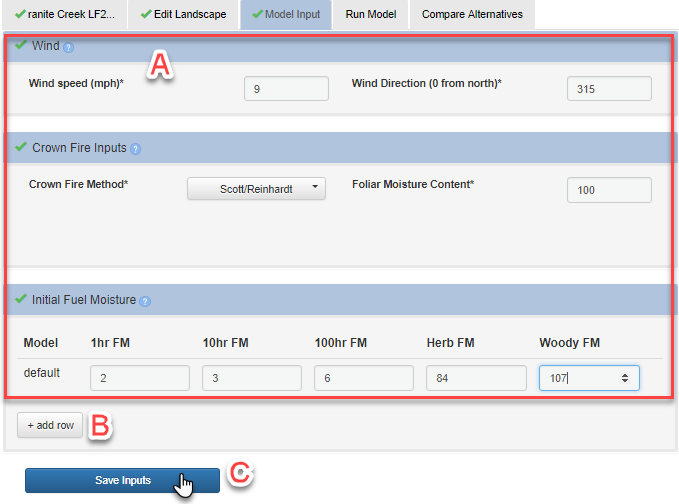 ranite Creek LF2... Edit Landscape Model Input Run Model Compare Alternatives
Wind ?
A
Wind speed (mph)* 9 Wind Direction (0 from north)* 315
Crown Fire Inputs ?
Crown Fire Method* Scott/Reinhardt Foliar Moisture Content* 100
Initial Fuel Moisture ?
Model 1hr FM 10hr FM 100hr FM Herb FM Woody FM
default 2 3 6 84 107
+ add row B
Save Inputs C